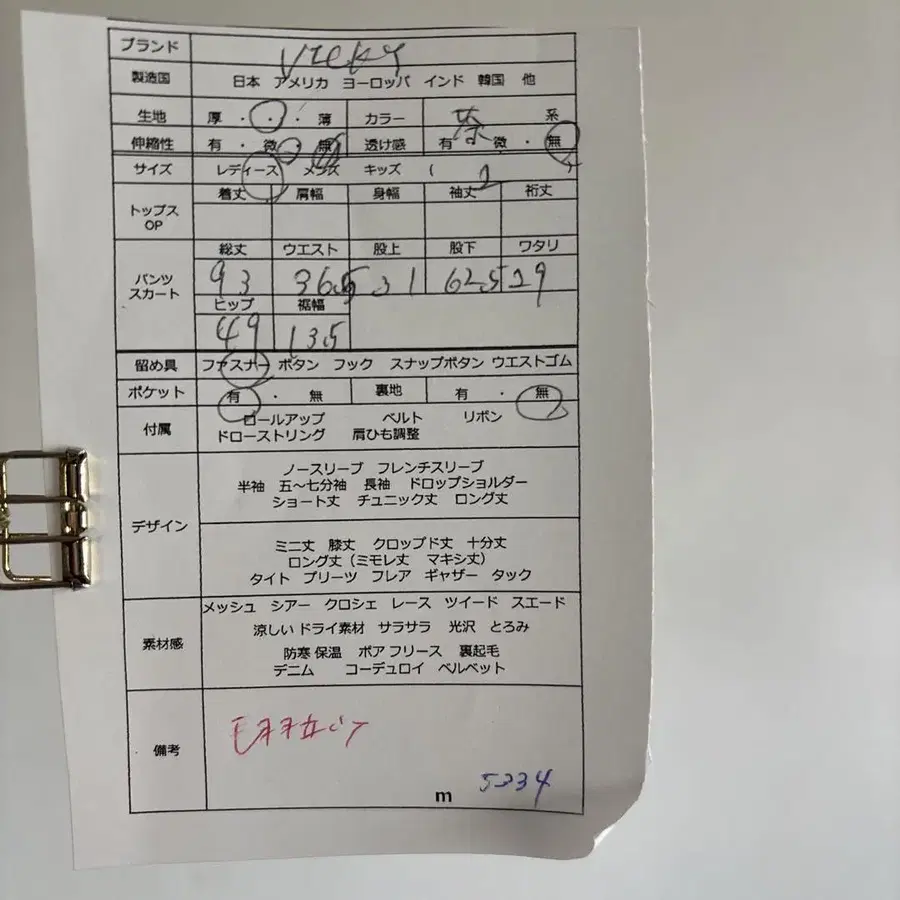 ブランド VICKY
製造国 日本 アメリカ ヨーロッパ インド 韓国 他
生地 厚・・・薄 カラー 茶 系
伸縮性 有・微・無 透け感 有・微・無
サイズ レディース メンズ キッズ ( 2
トップス OP 着丈 肩幅 身幅 袖丈 裄丈
パンツ スカート 総丈 ウエスト 股上 股下 ワタリ
93 36.5 31 62.5 29
ヒップ 裾幅
49 13.5
留め具 ファスナー ボタン フック スナップボタン ウエストゴム
ポケット 有・無 裏地 有・無
付属 ロールアップ ベルト リボン
ドローストリング 肩ひも調整
デザイン
ノースリーブ フレンチスリーブ
半袖 五〜七分袖 長袖 ドロップショルダー
ショート丈 チュニック丈 ロング丈
ミニ丈 膝丈 クロップド丈 十分丈
ロング丈(ミモレ丈 マキシ丈)
タイト プリーツ フレア ギャザー タック
素材感
メッシュ シアー クロシェ レース ツイード スエード
涼しい ドライ素材 サラサラ 光沢 とろみ
防寒 保温 ボア フリース 裏起毛
デニム コーデュロイ ベルベット
備考
m 5234